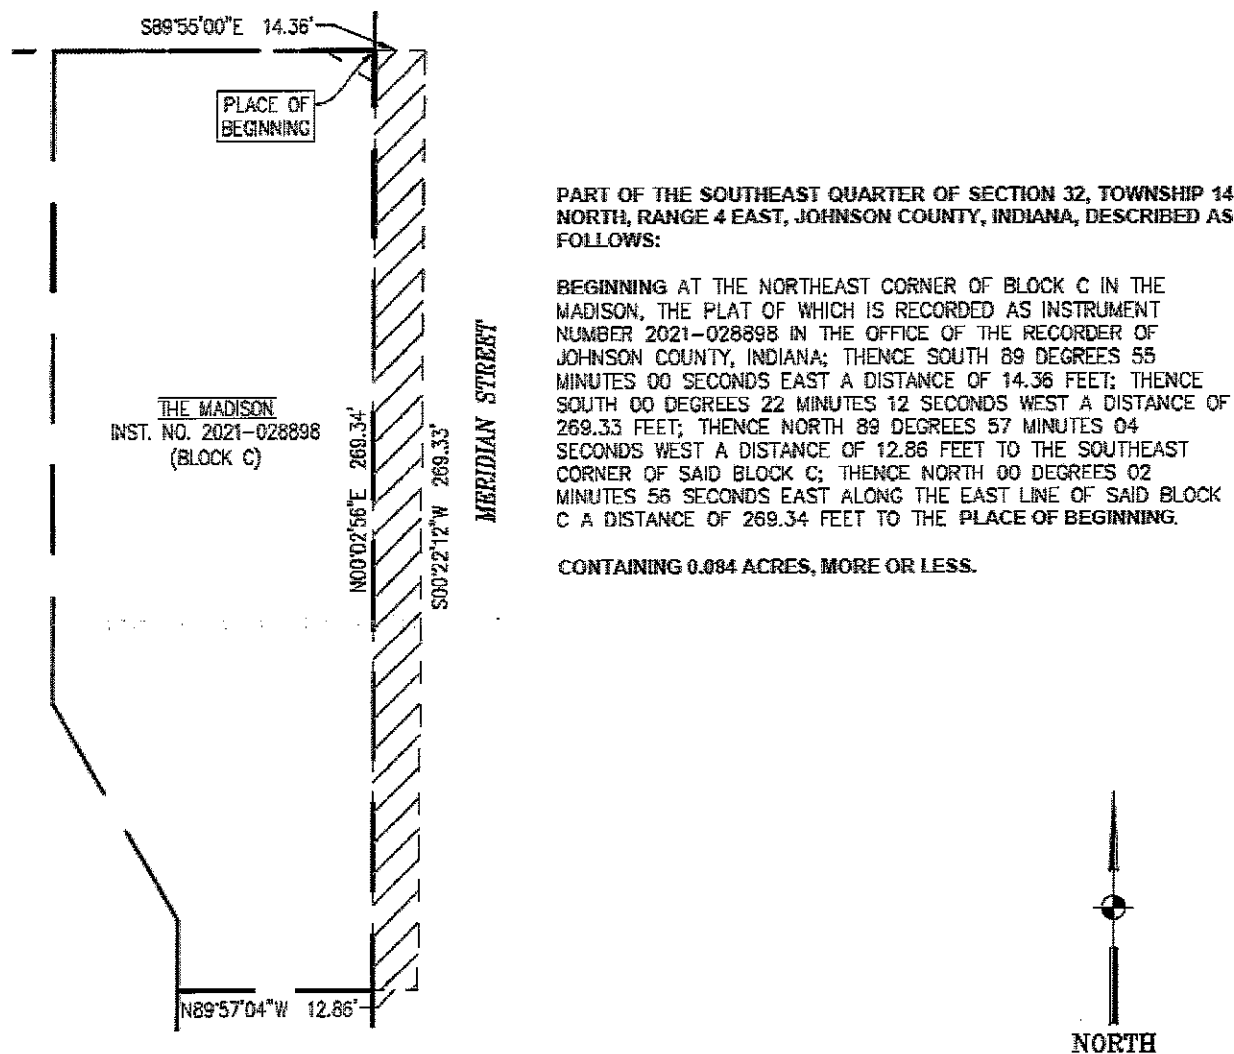 S89°55'00"E 14.36'
PLACE OF
BEGINNING
THE MADISON
INST. NO. 2021-028898
(BLOCK C)
N00°02'56"E 269.34'
S00°22'12"W 269.33'
MERIDIAN STREET
N89°57'04"W 12.86'
PART OF THE SOUTHEAST QUARTER OF SECTION 32, TOWNSHIP 14
NORTH, RANGE 4 EAST, JOHNSON COUNTY, INDIANA, DESCRIBED AS
FOLLOWS:
BEGINNING AT THE NORTHEAST CORNER OF BLOCK C IN THE
MADISON, THE PLAT OF WHICH IS RECORDED AS INSTRUMENT
NUMBER 2021-028898 IN THE OFFICE OF THE RECORDER OF
JOHNSON COUNTY, INDIANA; THENCE SOUTH 89 DEGREES 55
MINUTES 00 SECONDS EAST A DISTANCE OF 14.36 FEET; THENCE
SOUTH 00 DEGREES 22 MINUTES 12 SECONDS WEST A DISTANCE OF
269.33 FEET; THENCE NORTH 89 DEGREES 57 MINUTES 04
SECONDS WEST A DISTANCE OF 12.86 FEET TO THE SOUTHEAST
CORNER OF SAID BLOCK C; THENCE NORTH 00 DEGREES 02
MINUTES 56 SECONDS EAST ALONG THE EAST LINE OF SAID BLOCK
C A DISTANCE OF 269.34 FEET TO THE PLACE OF BEGINNING.
CONTAINING 0.084 ACRES, MORE OR LESS.
NORTH